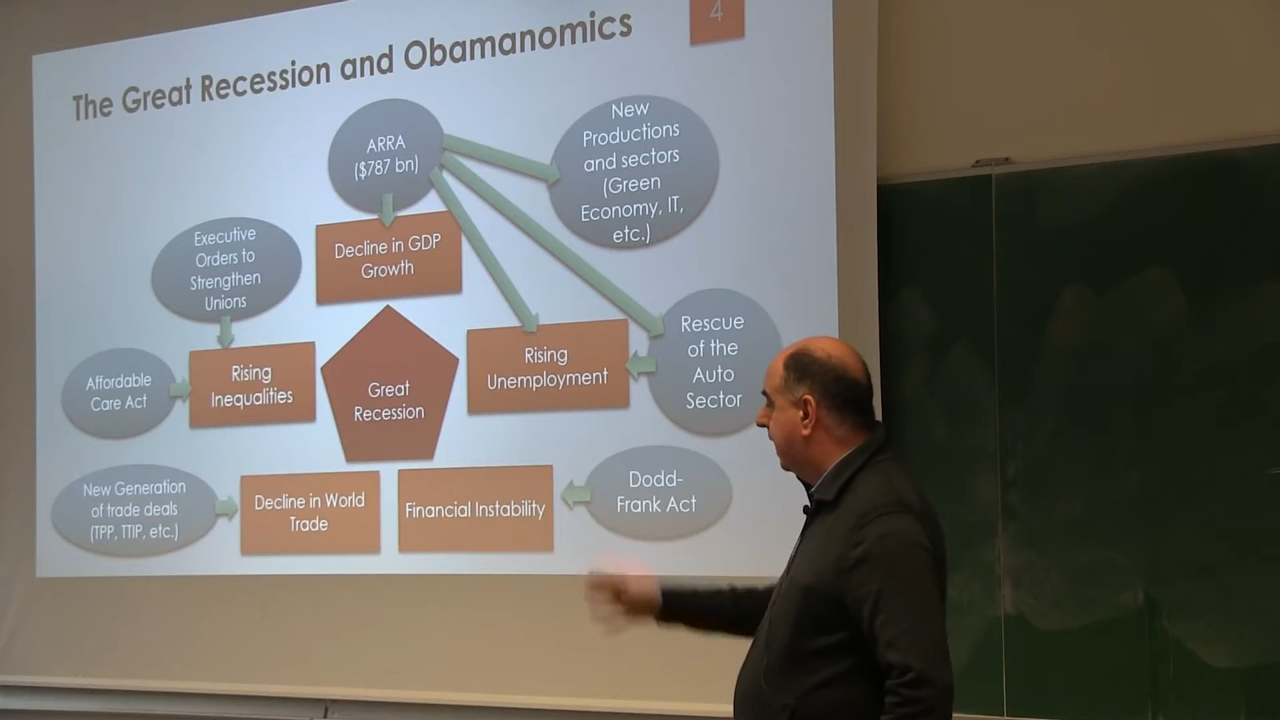 The Great Recession and Obamanomics
4
ARRA
($787 bn)
New
Productions
and sectors
(Green
Economy, IT,
etc.)
Executive
Orders to
Strengthen
Unions
Decline in GDP
Growth
Rescue
of the
Auto
Sector
Affordable
Care Act
Rising
Inequalities
Great
Recession
Rising
Unemployment
New Generation
of trade deals
(TPP, TTIP, etc.)
Decline in World
Trade
Financial Instability
Dodd-
Frank Act